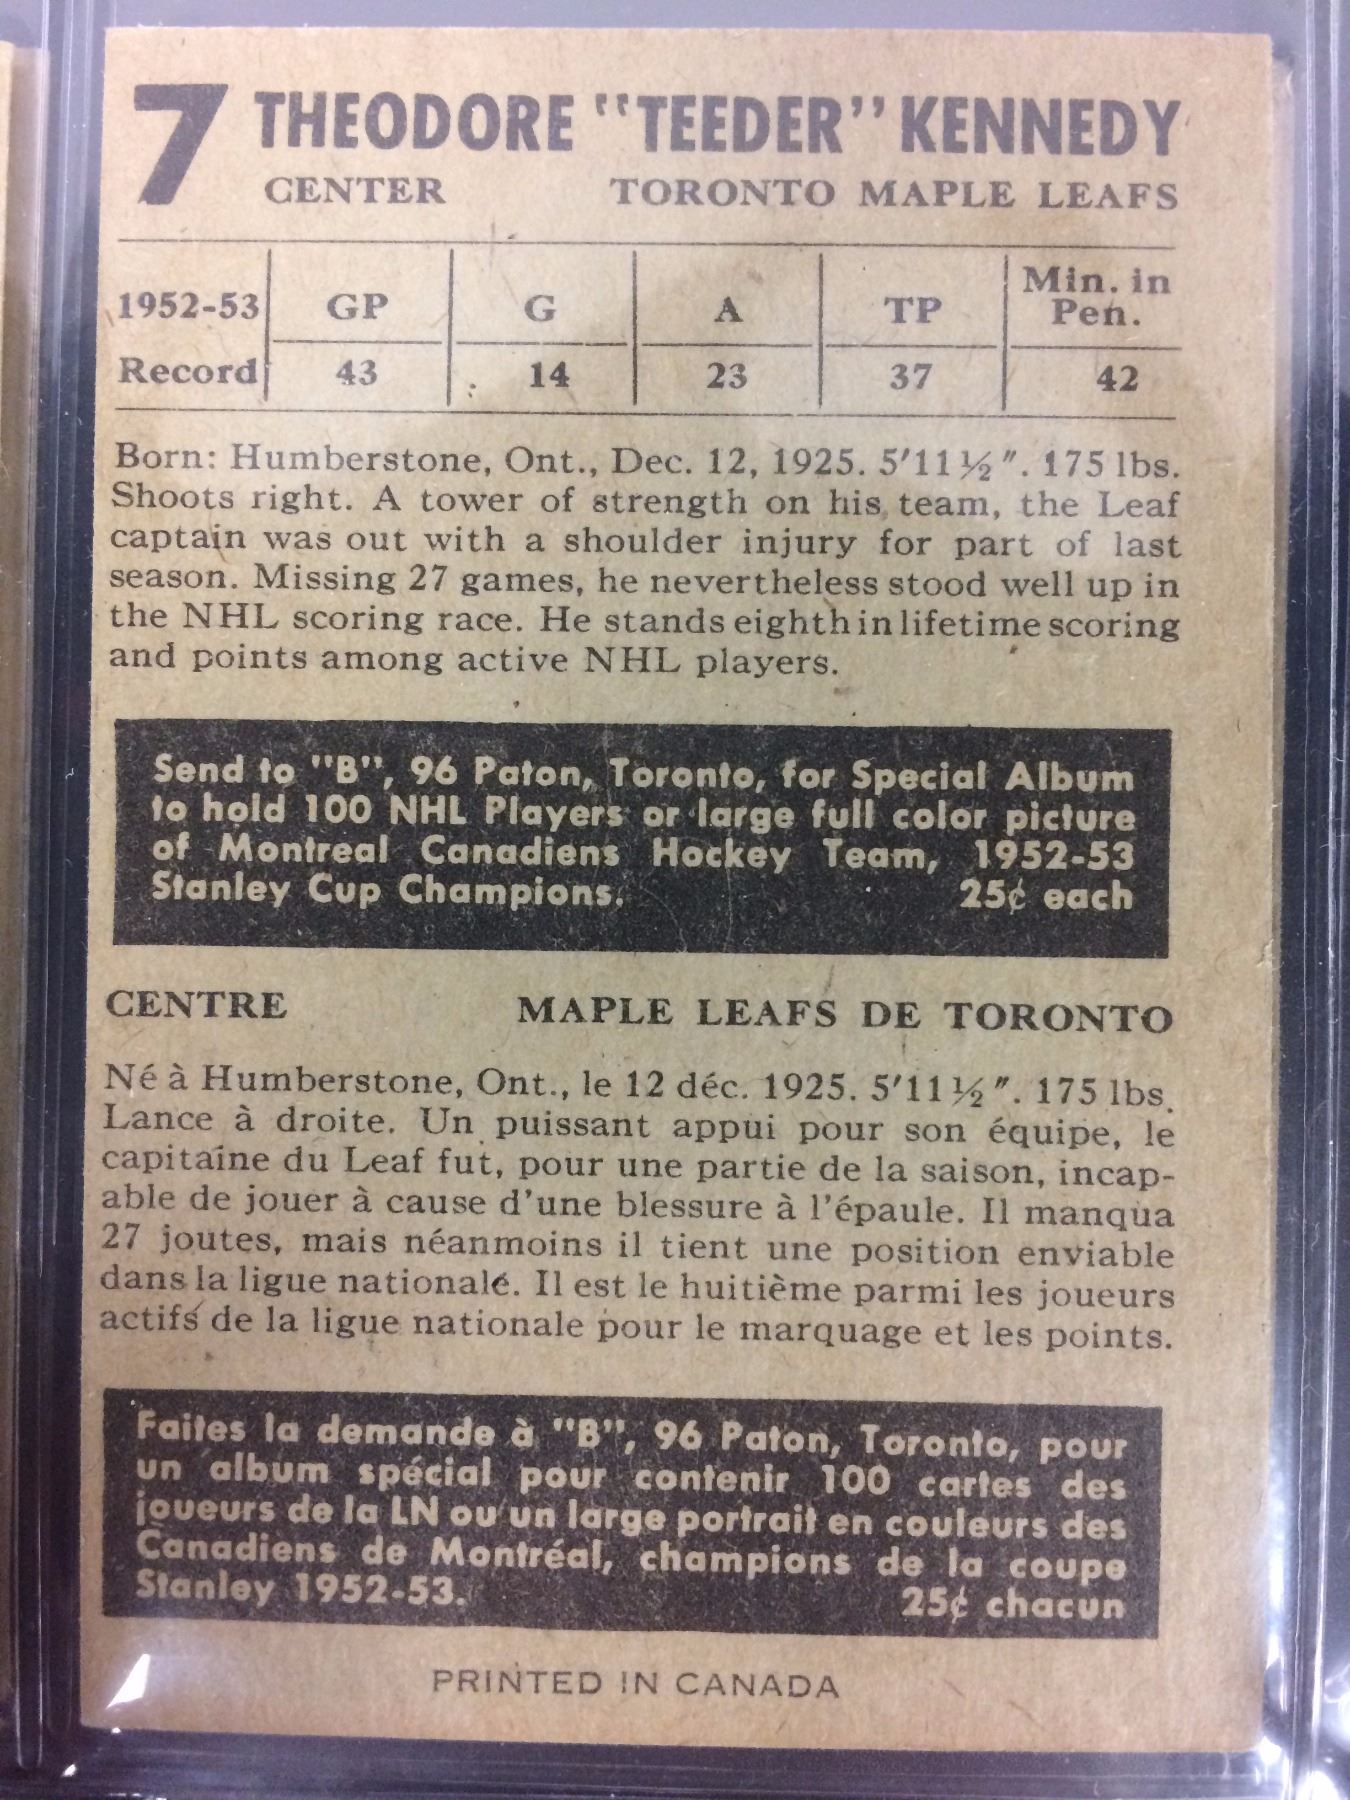 7 THEODORE "TEEDER" KENNEDY
CENTER TORONTO MAPLE LEAFS
1952-53 GP G A TP Min. in Pen.
Record 43 14 23 37 42
Born: Humberstone, Ont., Dec. 12, 1925. 5'11½". 175 lbs.
Shoots right. A tower of strength on his team, the Leaf
captain was out with a shoulder injury for part of last
season. Missing 27 games, he nevertheless stood well up in
the NHL scoring race. He stands eighth in lifetime scoring
and points among active NHL players.
Send to "B", 96 Paton, Toronto, for Special Album
to hold 100 NHL Players or large full color picture
of Montreal Canadiens Hockey Team, 1952-53
Stanley Cup Champions. 25¢ each
CENTRE MAPLE LEAFS DE TORONTO
Né à Humberstone, Ont., le 12 déc. 1925. 5'11½". 175 lbs.
Lance à droite. Un puissant appui pour son équipe, le
capitaine du Leaf fut, pour une partie de la saison, incap-
able de jouer à cause d'une blessure à l'épaule. Il manqua
27 joutes, mais néanmoins il tient une position enviable
dans la ligue nationale. Il est le huitième parmi les joueurs
actifs de la ligue nationale pour le marquage et les points.
Faites la demande à "B", 96 Paton, Toronto, pour
un album spécial pour contenir 100 cartes des
joueurs de la LN ou un large portrait en couleurs des
Canadiens de Montréal, champions de la coupe
Stanley 1952-53. 25¢ chacun
PRINTED IN CANADA